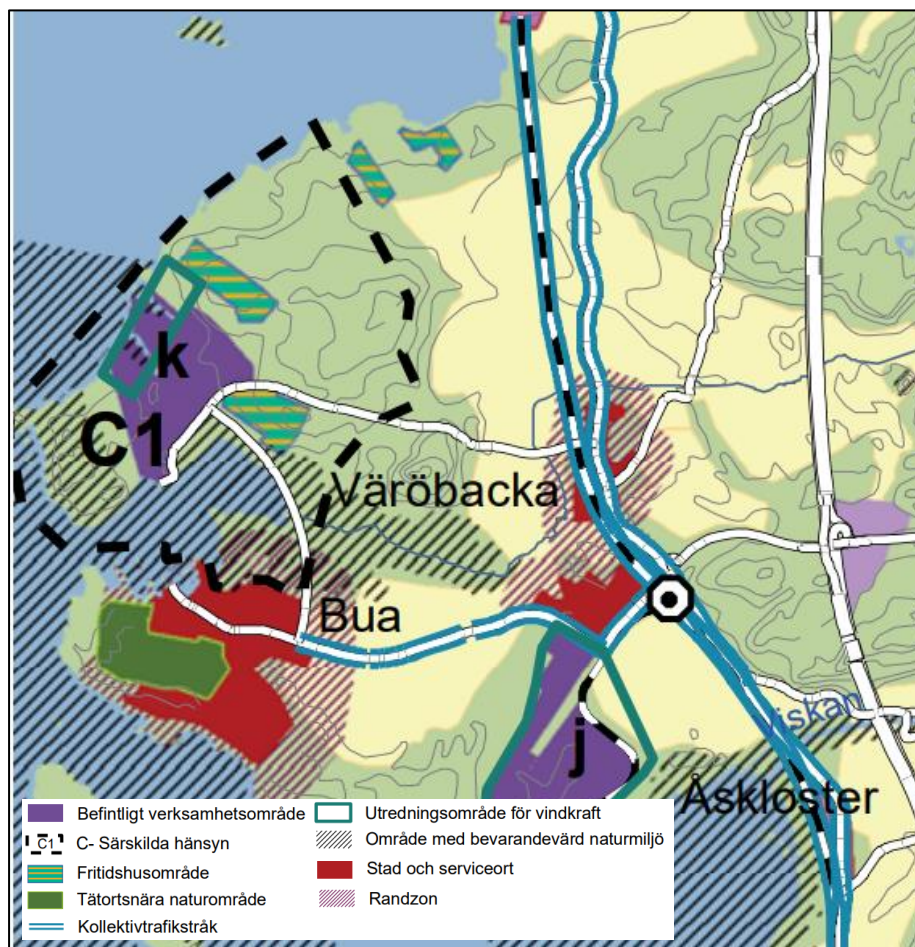 k
C1
Väröbacka
Bua
j
Viskan
Åskloster
Befintligt verksamhetsområde
C1 C- Särskilda hänsyn
Fritidshusområde
Tätortsnära naturområde
Kollektivtrafikstråk
Utredningsområde för vindkraft
Område med bevarandevärd naturmiljö
Stad och serviceort
Randzon